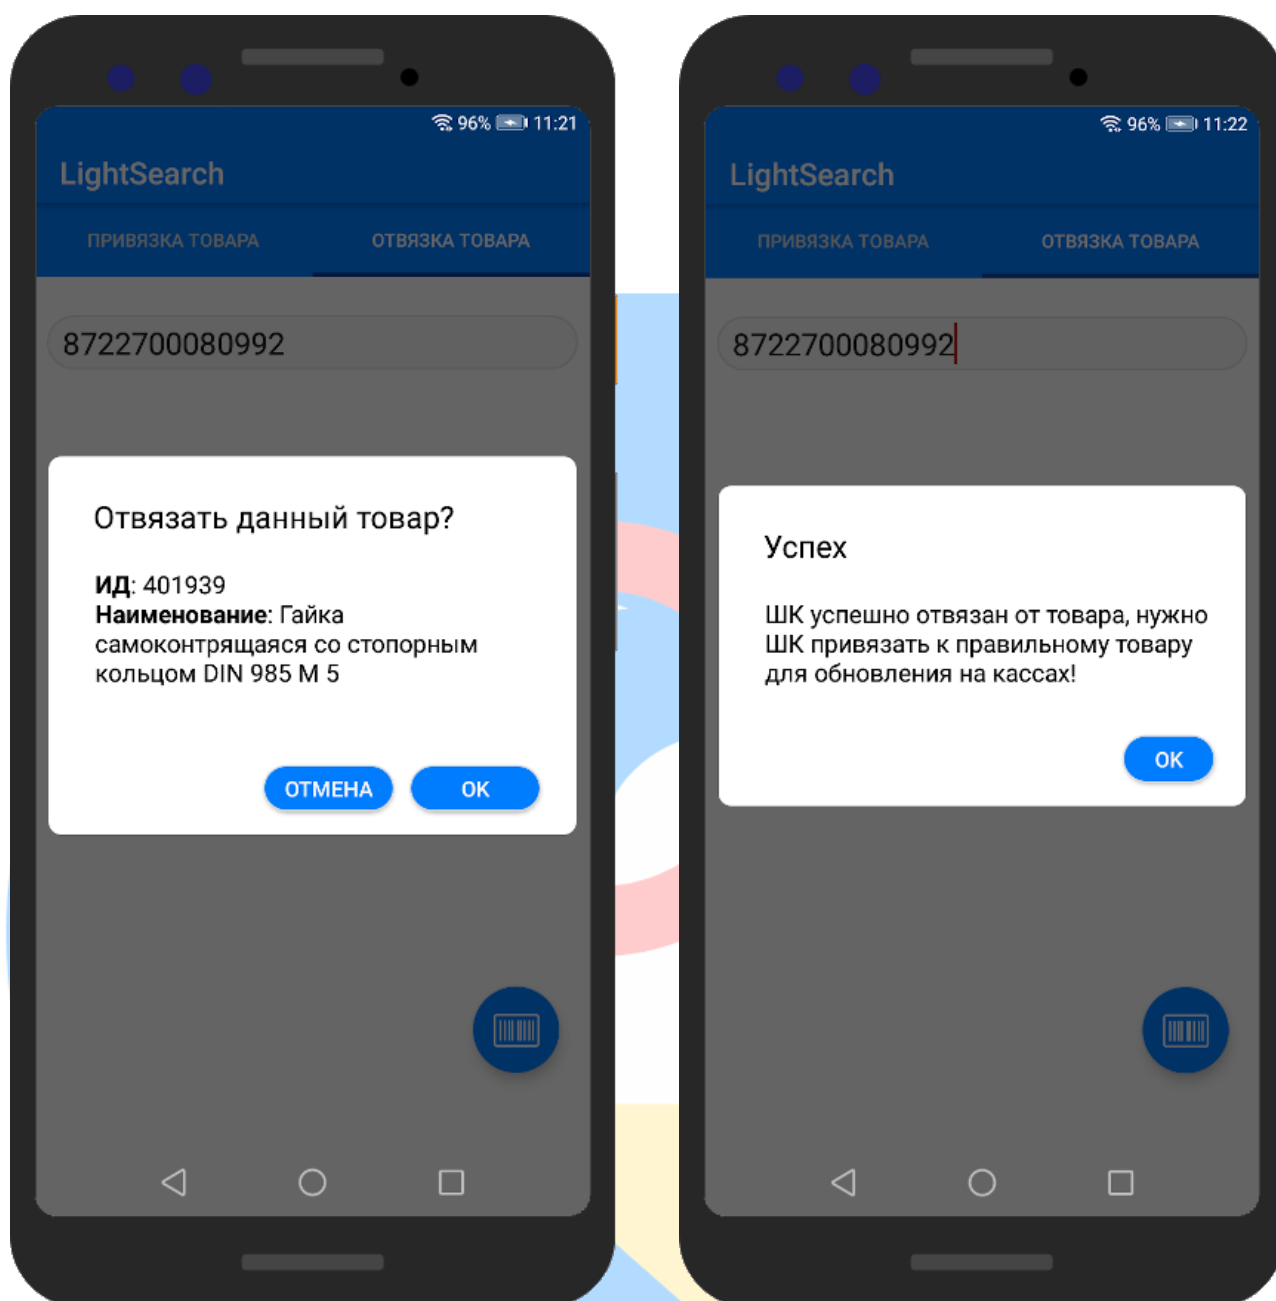 96% 11:21
LightSearch
ПРИВЯЗКА ТОВАРА ОТВЯЗКА ТОВАРА
8722700080992
Отвязать данный товар?
ИД: 401939
Наименование: Гайка
самоконтрящаяся со стопорным
кольцом DIN 985 М 5
ОТМЕНА ОК
96% 11:22
LightSearch
ПРИВЯЗКА ТОВАРА ОТВЯЗКА ТОВАРА
8722700080992
Успех
ШК успешно отвязан от товара, нужно
ШК привязать к правильному товару
для обновления на кассах!
ОК